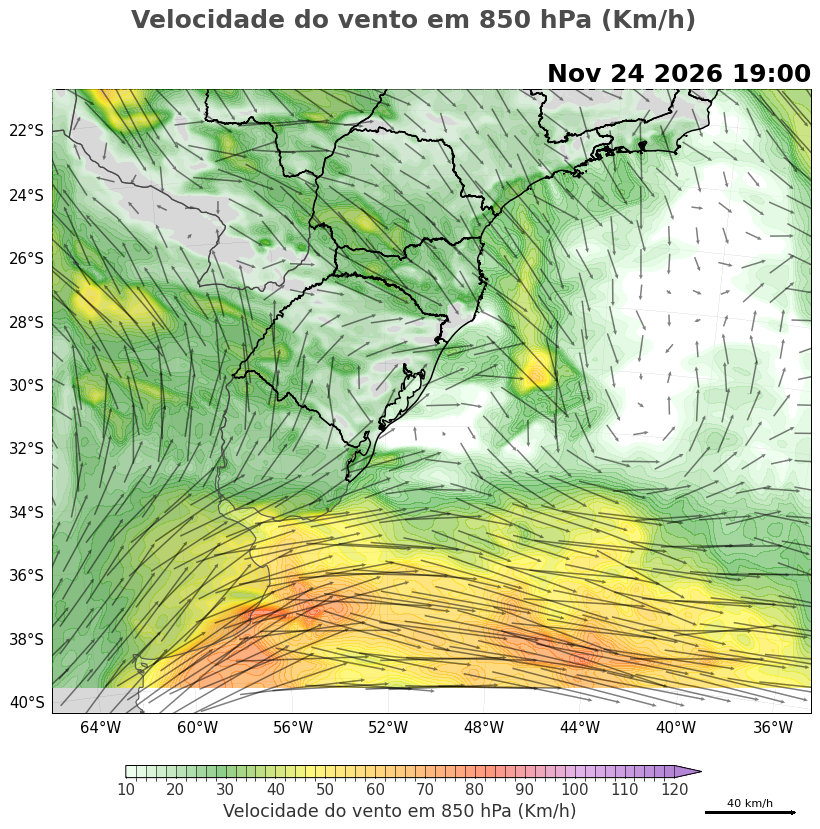 Velocidade do vento em 850 hPa (Km/h)
Nov 24 2026 19:00
22°S
24°S
26°S
28°S
30°S
32°S
34°S
36°S
38°S
40°S
64°W 60°W 56°W 52°W 48°W 44°W 40°W 36°W
10 20 30 40 50 60 70 80 90 100 110 120
Velocidade do vento em 850 hPa (Km/h)
40 km/h